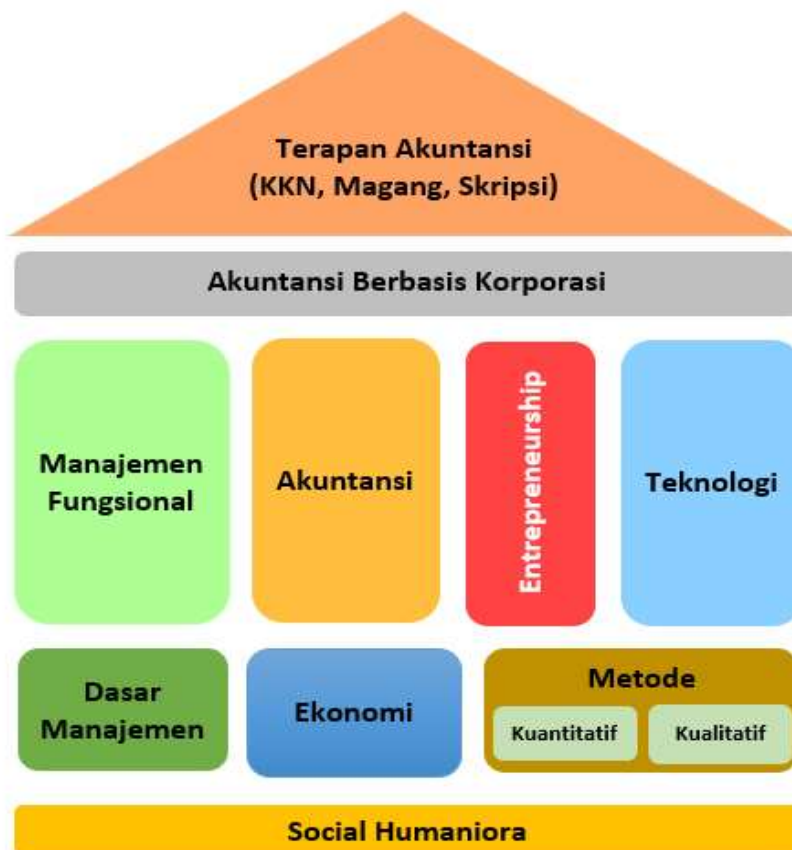 Terapan Akuntansi
(KKN, Magang, Skripsi)
Akuntansi Berbasis Korporasi
Manajemen
Fungsional
Akuntansi
Entrepreneurship
Teknologi
Dasar
Manajemen
Ekonomi
Metode
Kuantitatif
Kualitatif
Social Humaniora